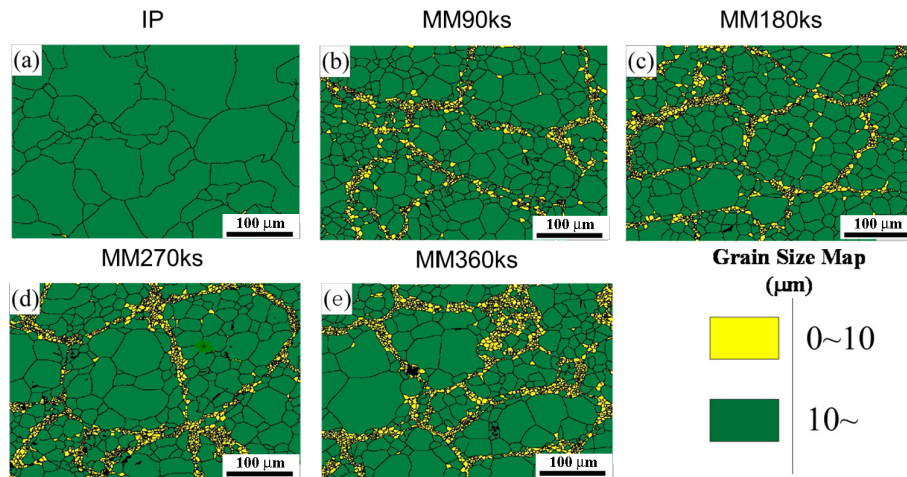 IP
MM90ks
MM180ks
(a)
(b)
(c)
100 μm
100 μm
100 μm
MM270ks
MM360ks
Grain Size Map
(μm)
(d)
(e)
0~10
10~
100 μm
100 μm